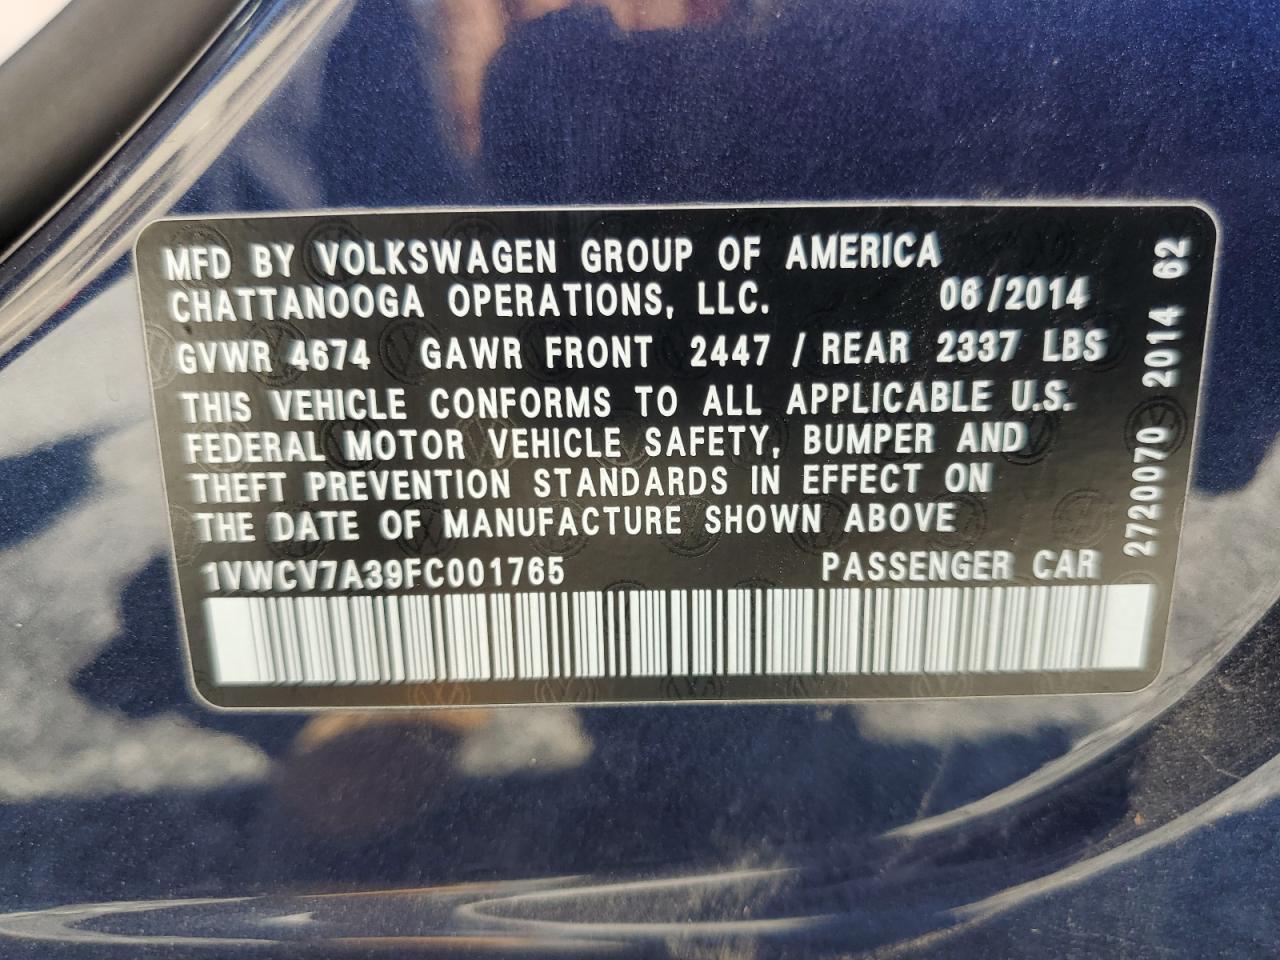 MFD BY VOLKSWAGEN GROUP OF AMERICA
CHATTANOOGA OPERATIONS, LLC. 06/2014
GVWR 4674 GAWR FRONT 2447 / REAR 2337 LBS
THIS VEHICLE CONFORMS TO ALL APPLICABLE U.S.
FEDERAL MOTOR VEHICLE SAFETY, BUMPER AND
THEFT PREVENTION STANDARDS IN EFFECT ON
THE DATE OF MANUFACTURE SHOWN ABOVE
1VWCV7A39FC001765 PASSENGER CAR
27200070 2014 62